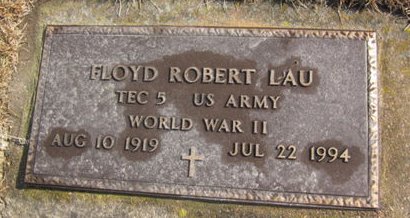 FLOYD ROBERT LAU
TEC 5 US ARMY
WORLD WAR II
AUG 10 1919 JUL 22 1994